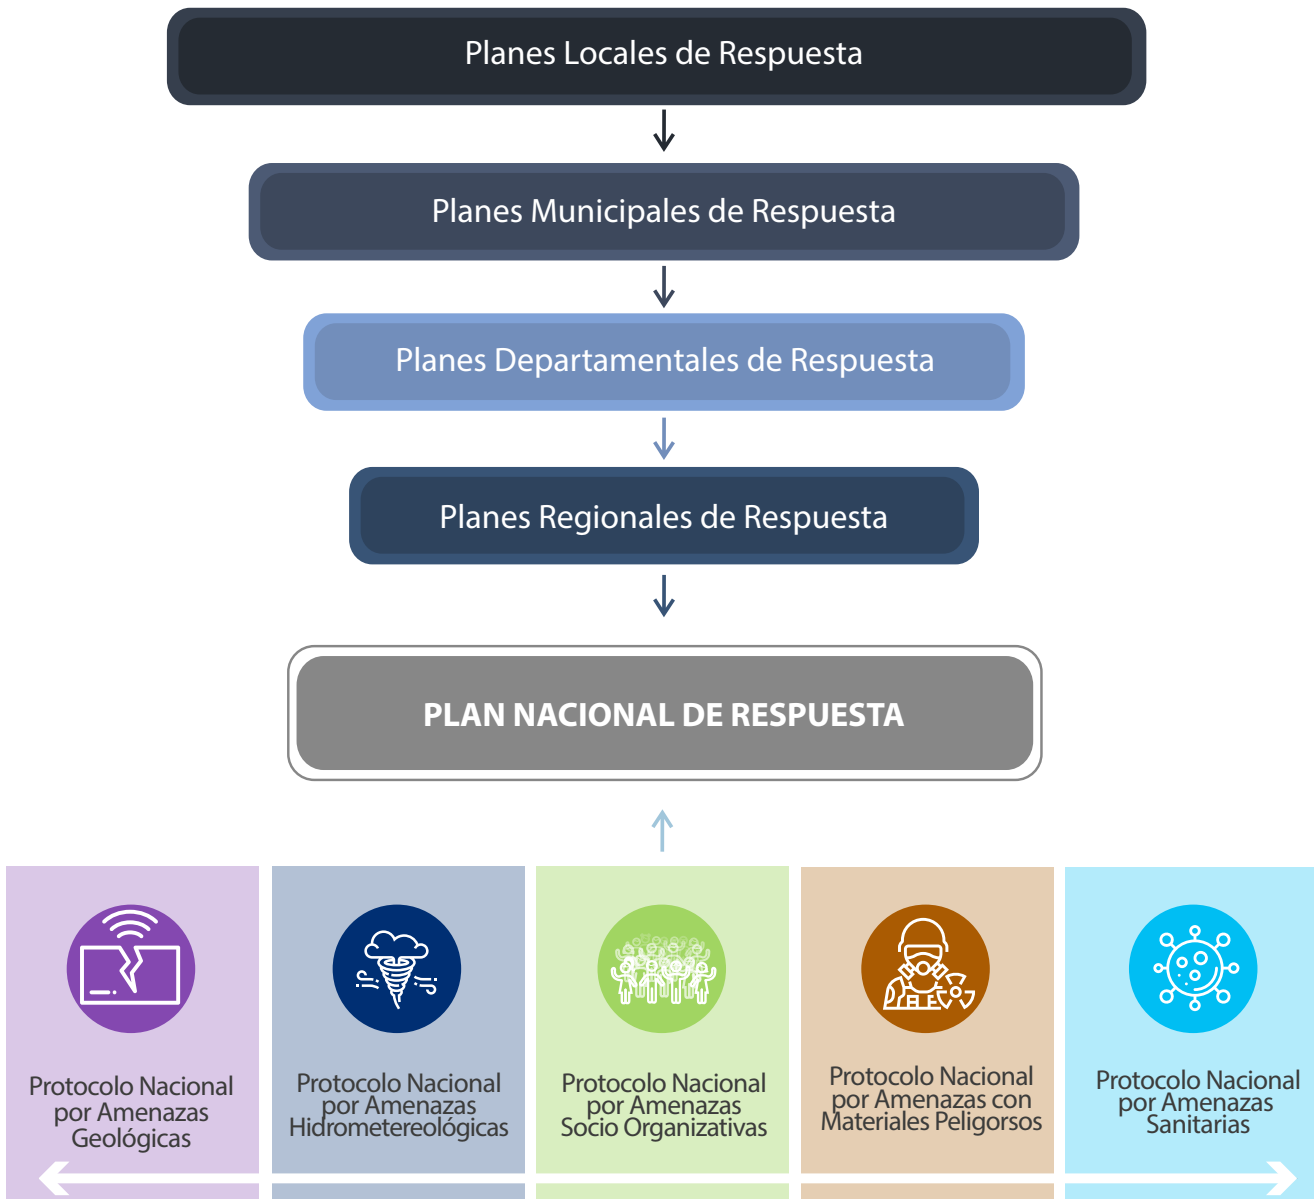 Planes Locales de Respuesta
Planes Municipales de Respuesta
Planes Departamentales de Respuesta
Planes Regionales de Respuesta
PLAN NACIONAL DE RESPUESTA
Protocolo Nacional
por Amenazas
Geológicas
Protocolo Nacional
por Amenazas
Hidrometereológicas
Protocolo Nacional
por Amenazas
Socio Organizativas
Protocolo Nacional
por Amenazas con
Materiales Peligorsos
Protocolo Nacional
por Amenazas
Sanitarias